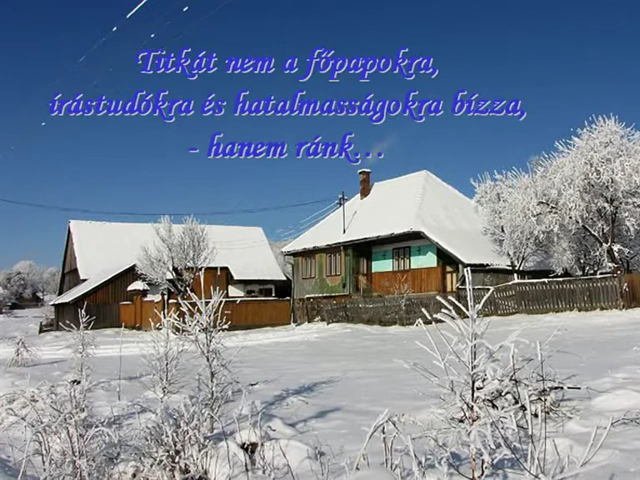 Titkát nem a főpapokra,
írástudókra és hatalmasságokra bízza,
- hanem ránk…